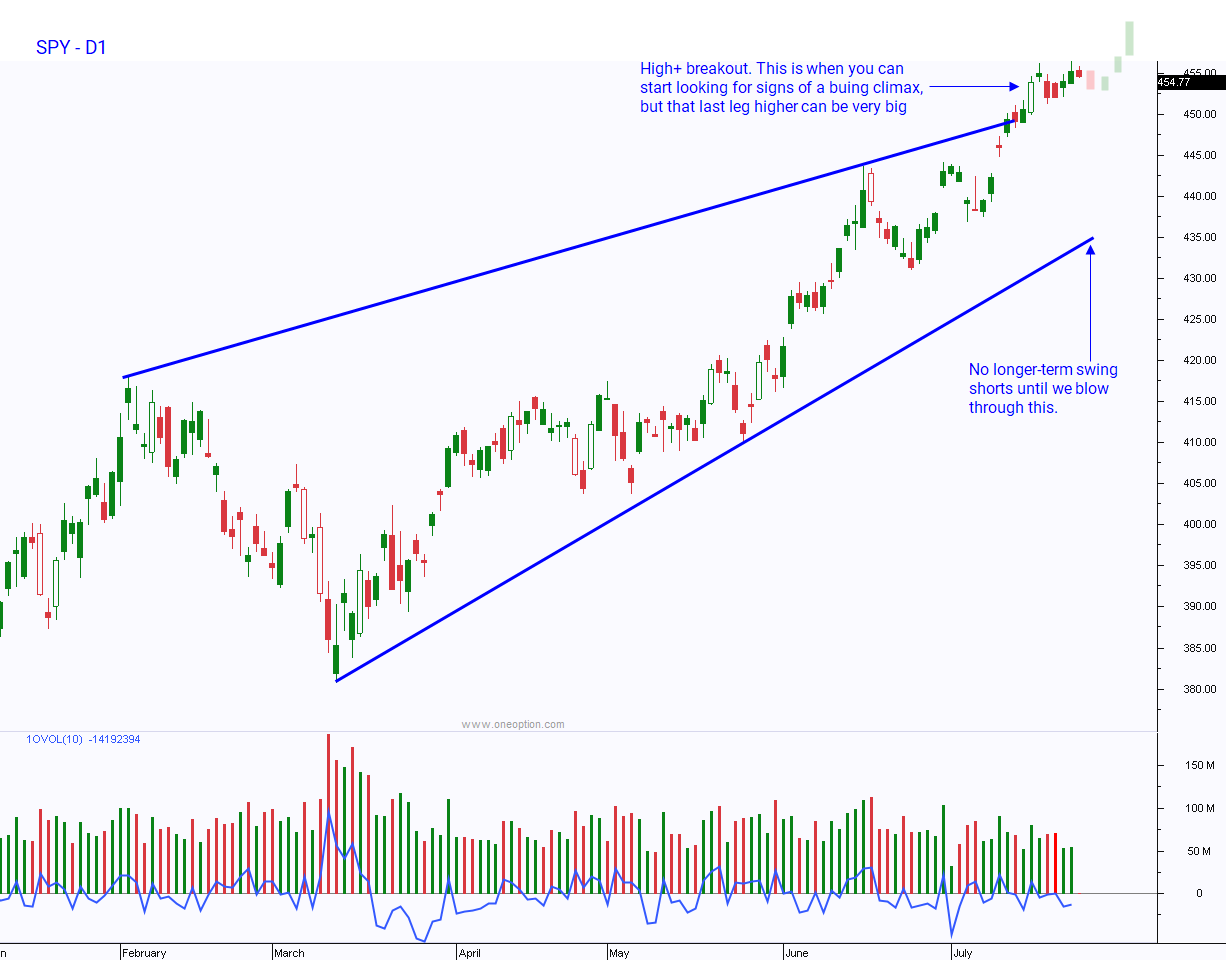 SPY - D1
High+ breakout. This is when you can
start looking for signs of a buing climax,
but that last leg higher can be very big
455.00
454.77
450.00
445.00
440.00
435.00
430.00
425.00
420.00
415.00
410.00
405.00
400.00
395.00
390.00
385.00
380.00
No longer-term swing
shorts until we blow
through this.
www.oneoption.com
1OVOL(10) -14192394
150 M
100 M
50 M
0
n February March April May June July